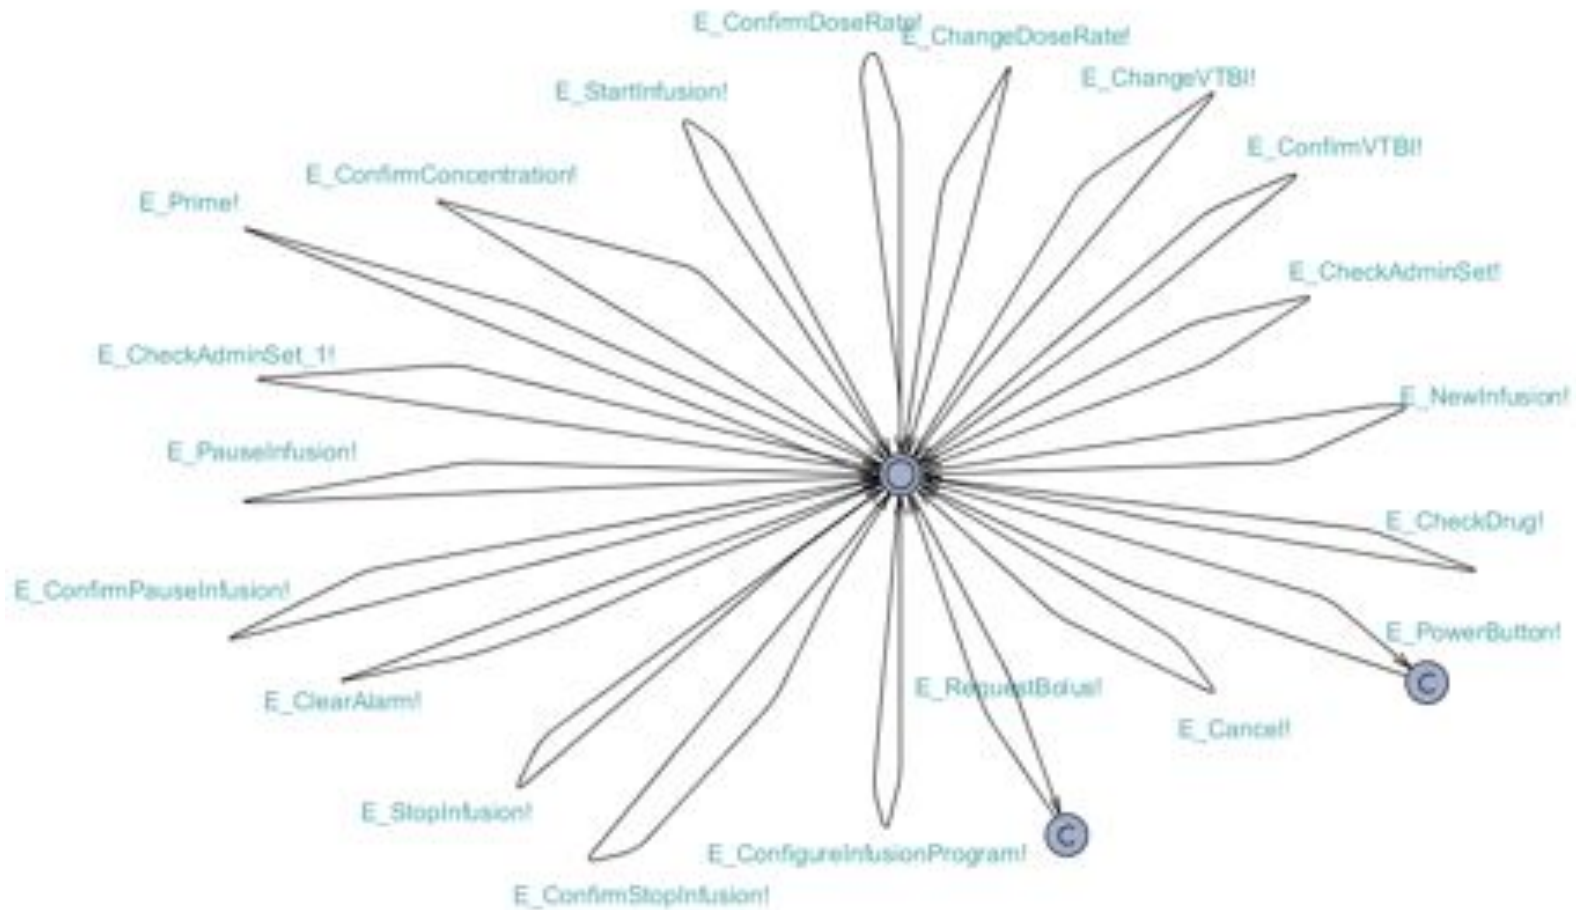 E_ConfirmDoseRate!
E_ChangeDoseRate!
E_ChangeVTBI!
E_StartInfusion!
E_ConfirmVTBI!
E_ConfirmConcentration!
E_Prime!
E_CheckAdminSet!
E_CheckAdminSet_1!
E_NewInfusion!
E_PauseInfusion!
E_CheckDrug!
E_ConfirmPauseInfusion!
E_PowerButton!
C
E_RequestBolus!
E_ClearAlarm!
E_Cancel!
E_StopInfusion!
C
E_ConfigureInfusionProgram!
E_ConfirmStopInfusion!